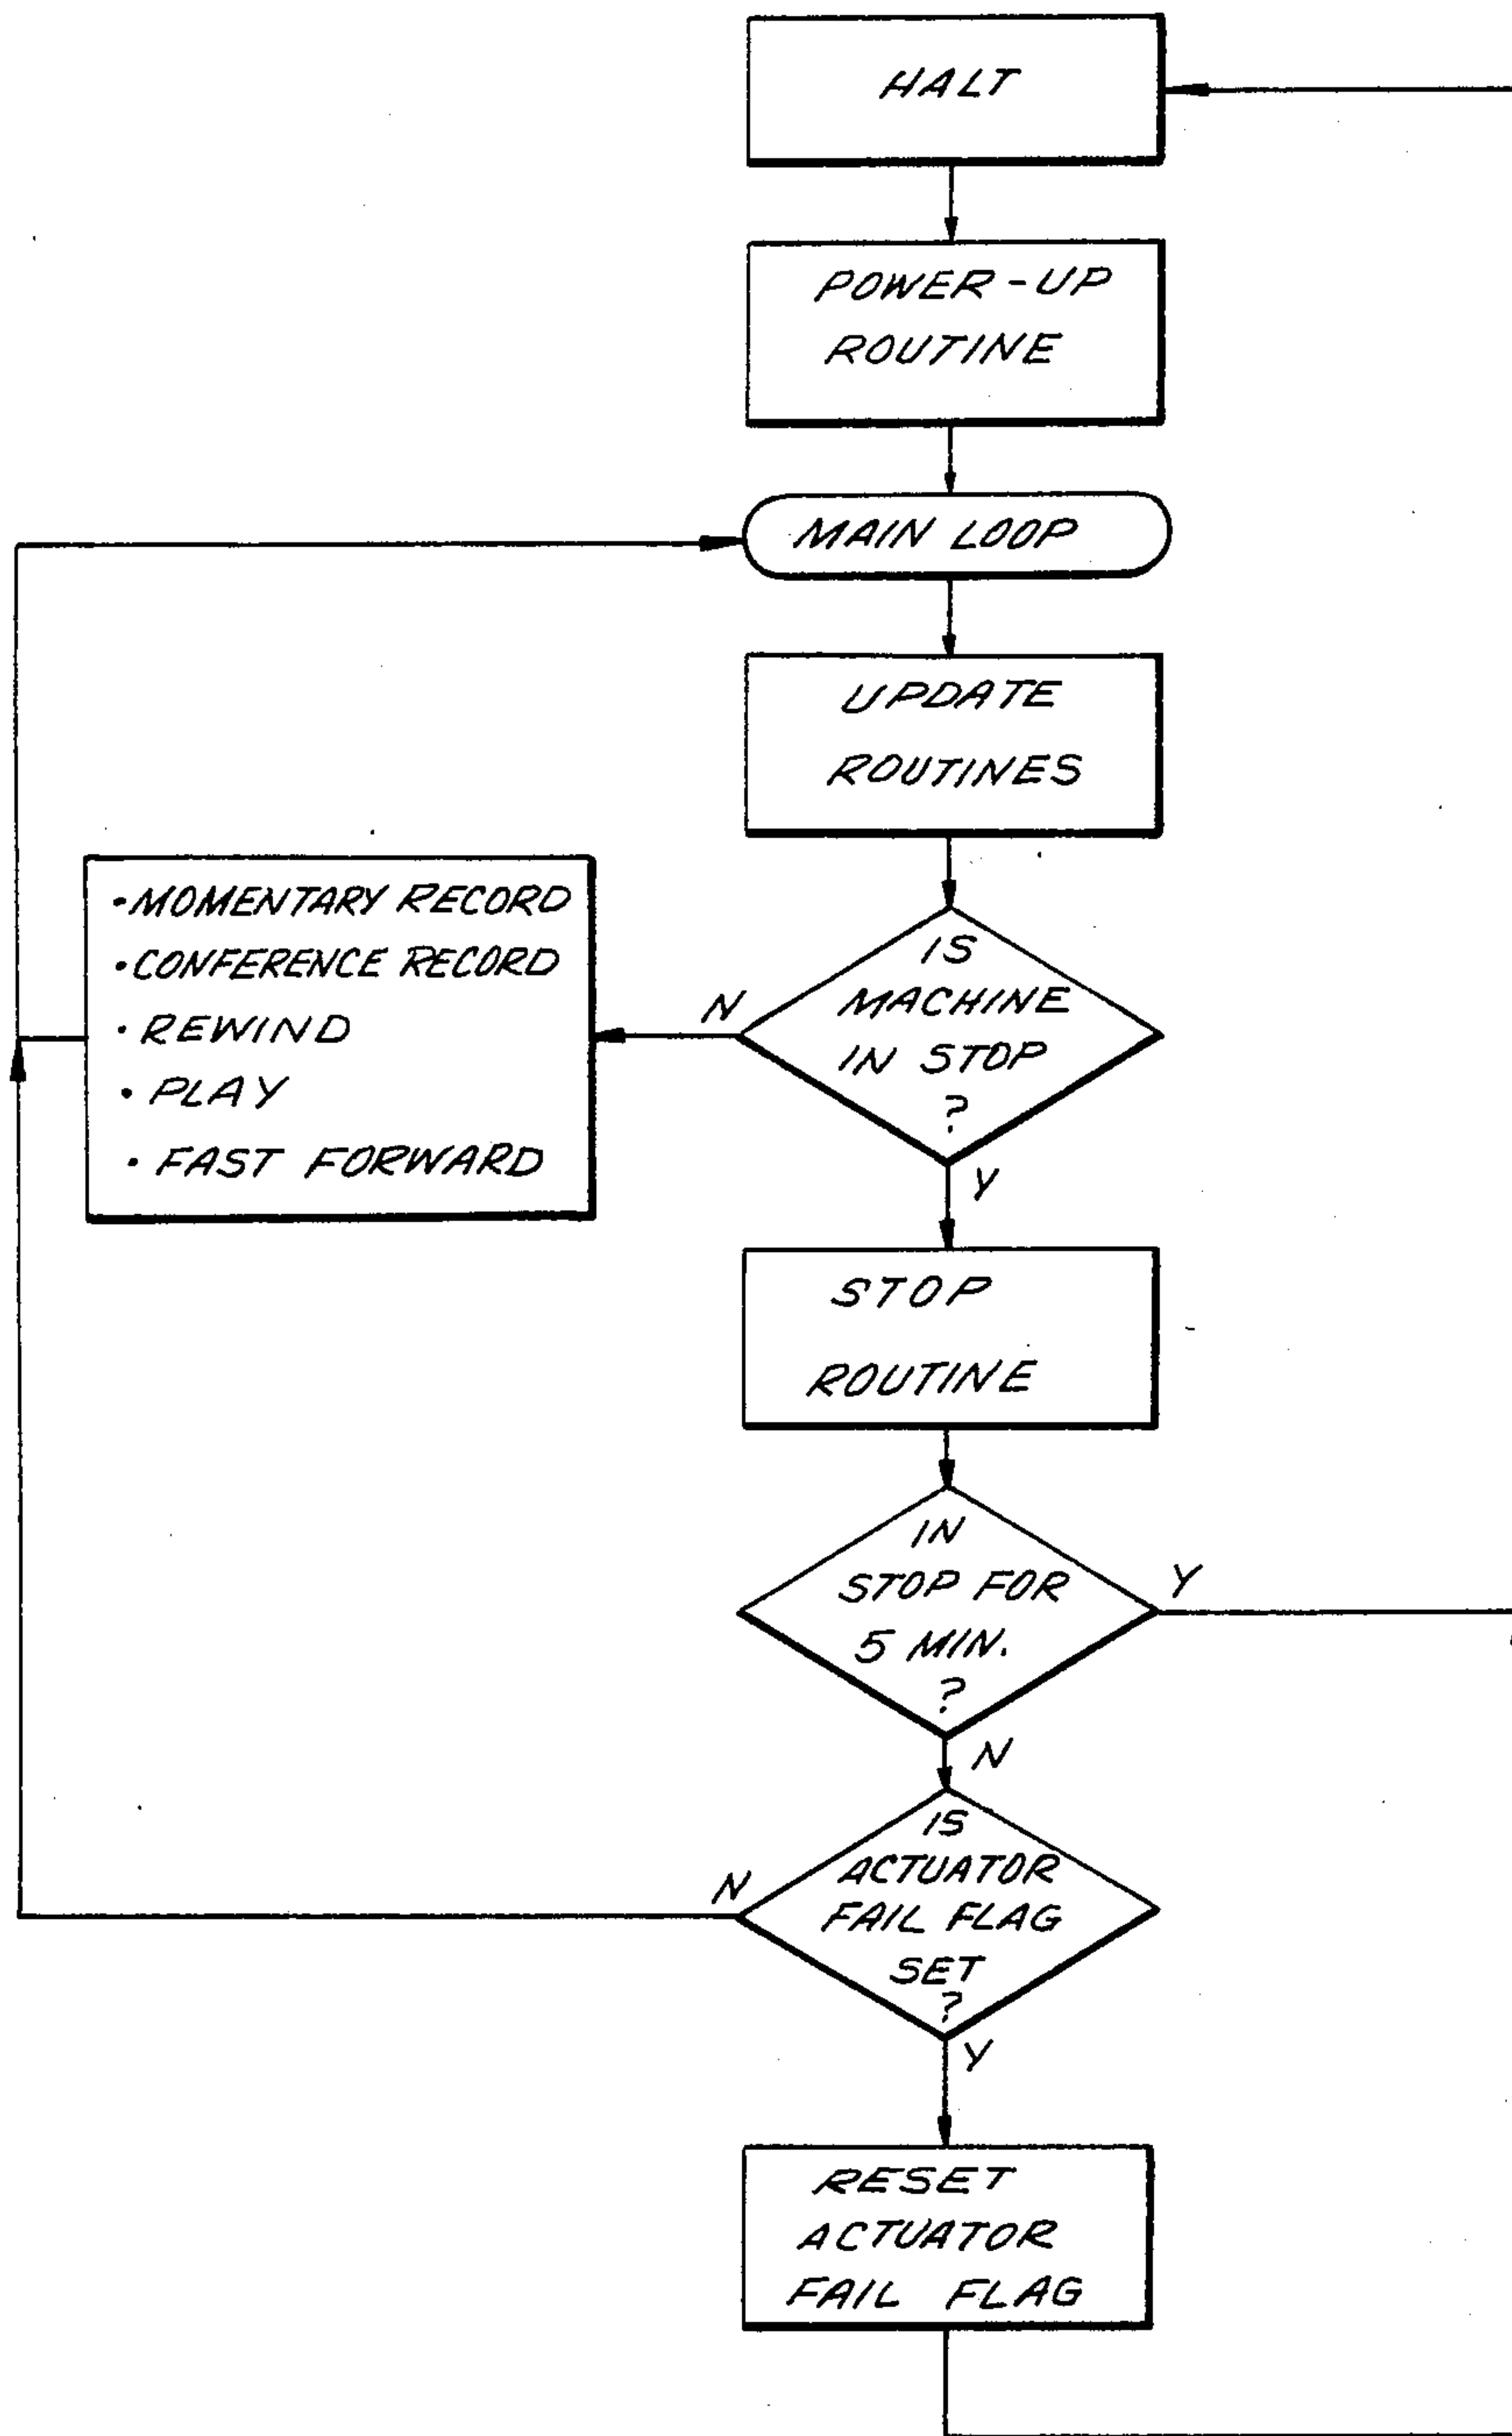 HALT
POWER-UP
ROUTINE
MAIN LOOP
UPDATE
ROUTINES
• MOMENTARY RECORD
• CONFERENCE RECORD
• REWIND
• PLAY
• FAST FORWARD
N
IS
MACHINE
IN STOP
?
Y
STOP
ROUTINE
IN
STOP FOR
5 MIN.
?
Y
N
IS
ACTUATOR
FAIL FLAG
SET
?
N
Y
RESET
ACTUATOR
FAIL FLAG